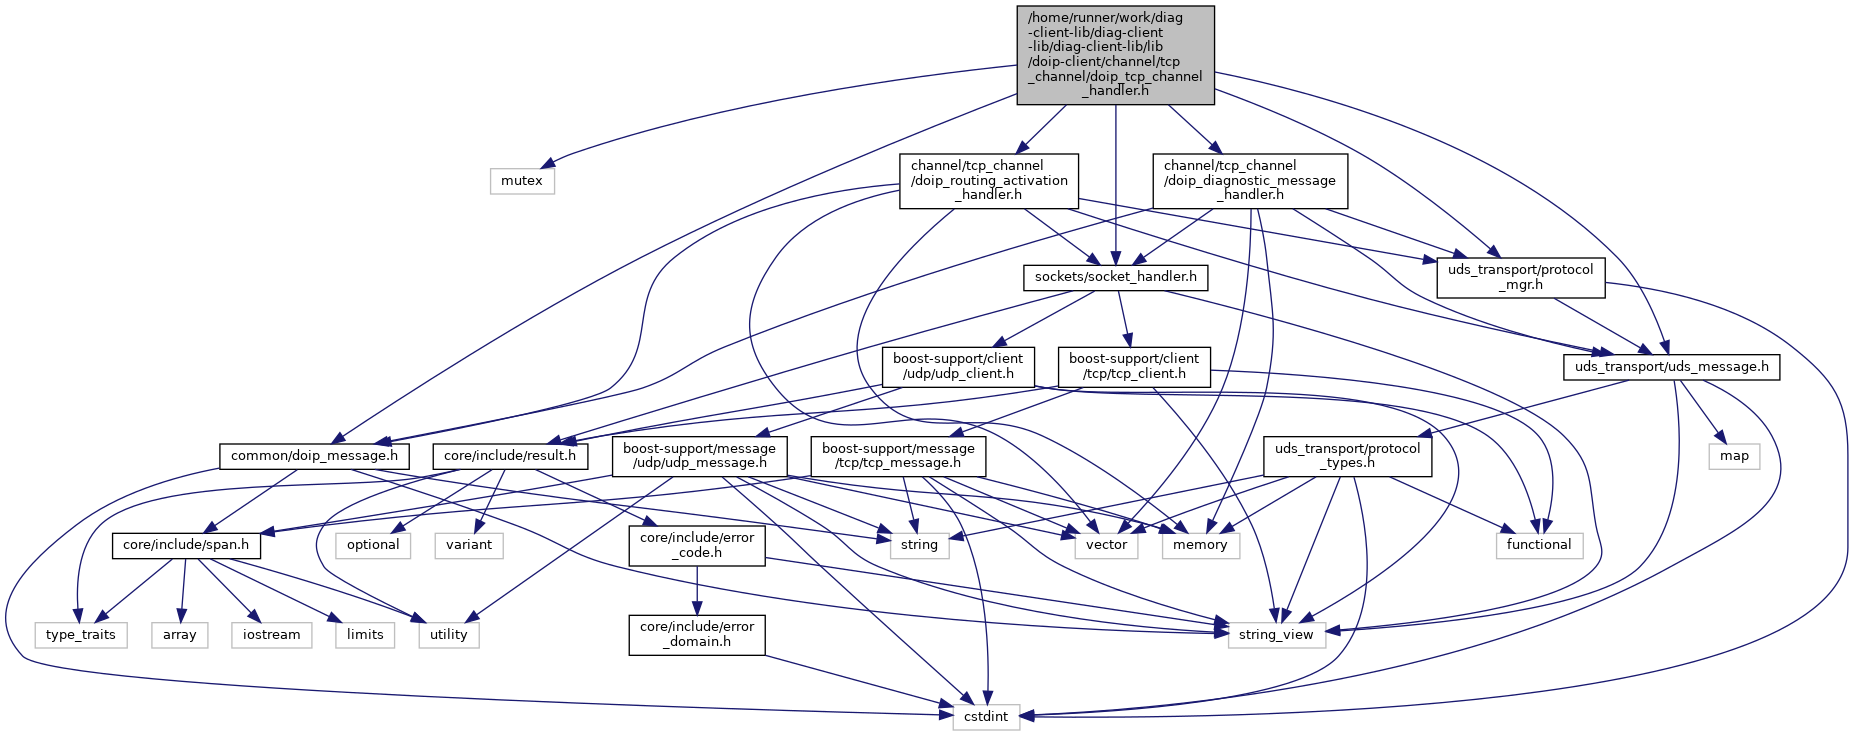 /home/runner/work/diag
-client-lib/diag-client
-lib/diag-client-lib/lib
/doip-client/channel/tcp
_channel/doip_tcp_channel
_handler.h
mutex
channel/tcp_channel
/doip_routing_activation
_handler.h
channel/tcp_channel
/doip_diagnostic_message
_handler.h
sockets/socket_handler.h
uds_transport/protocol
_mgr.h
boost-support/client
/udp/udp_client.h
boost-support/client
/tcp/tcp_client.h
uds_transport/uds_message.h
common/doip_message.h
core/include/result.h
boost-support/message
/udp/udp_message.h
boost-support/message
/tcp/tcp_message.h
uds_transport/protocol
_types.h
map
core/include/span.h
optional
variant
core/include/error
_code.h
string
vector
memory
functional
type_traits
array
iostream
limits
utility
core/include/error
_domain.h
string_view
cstdint